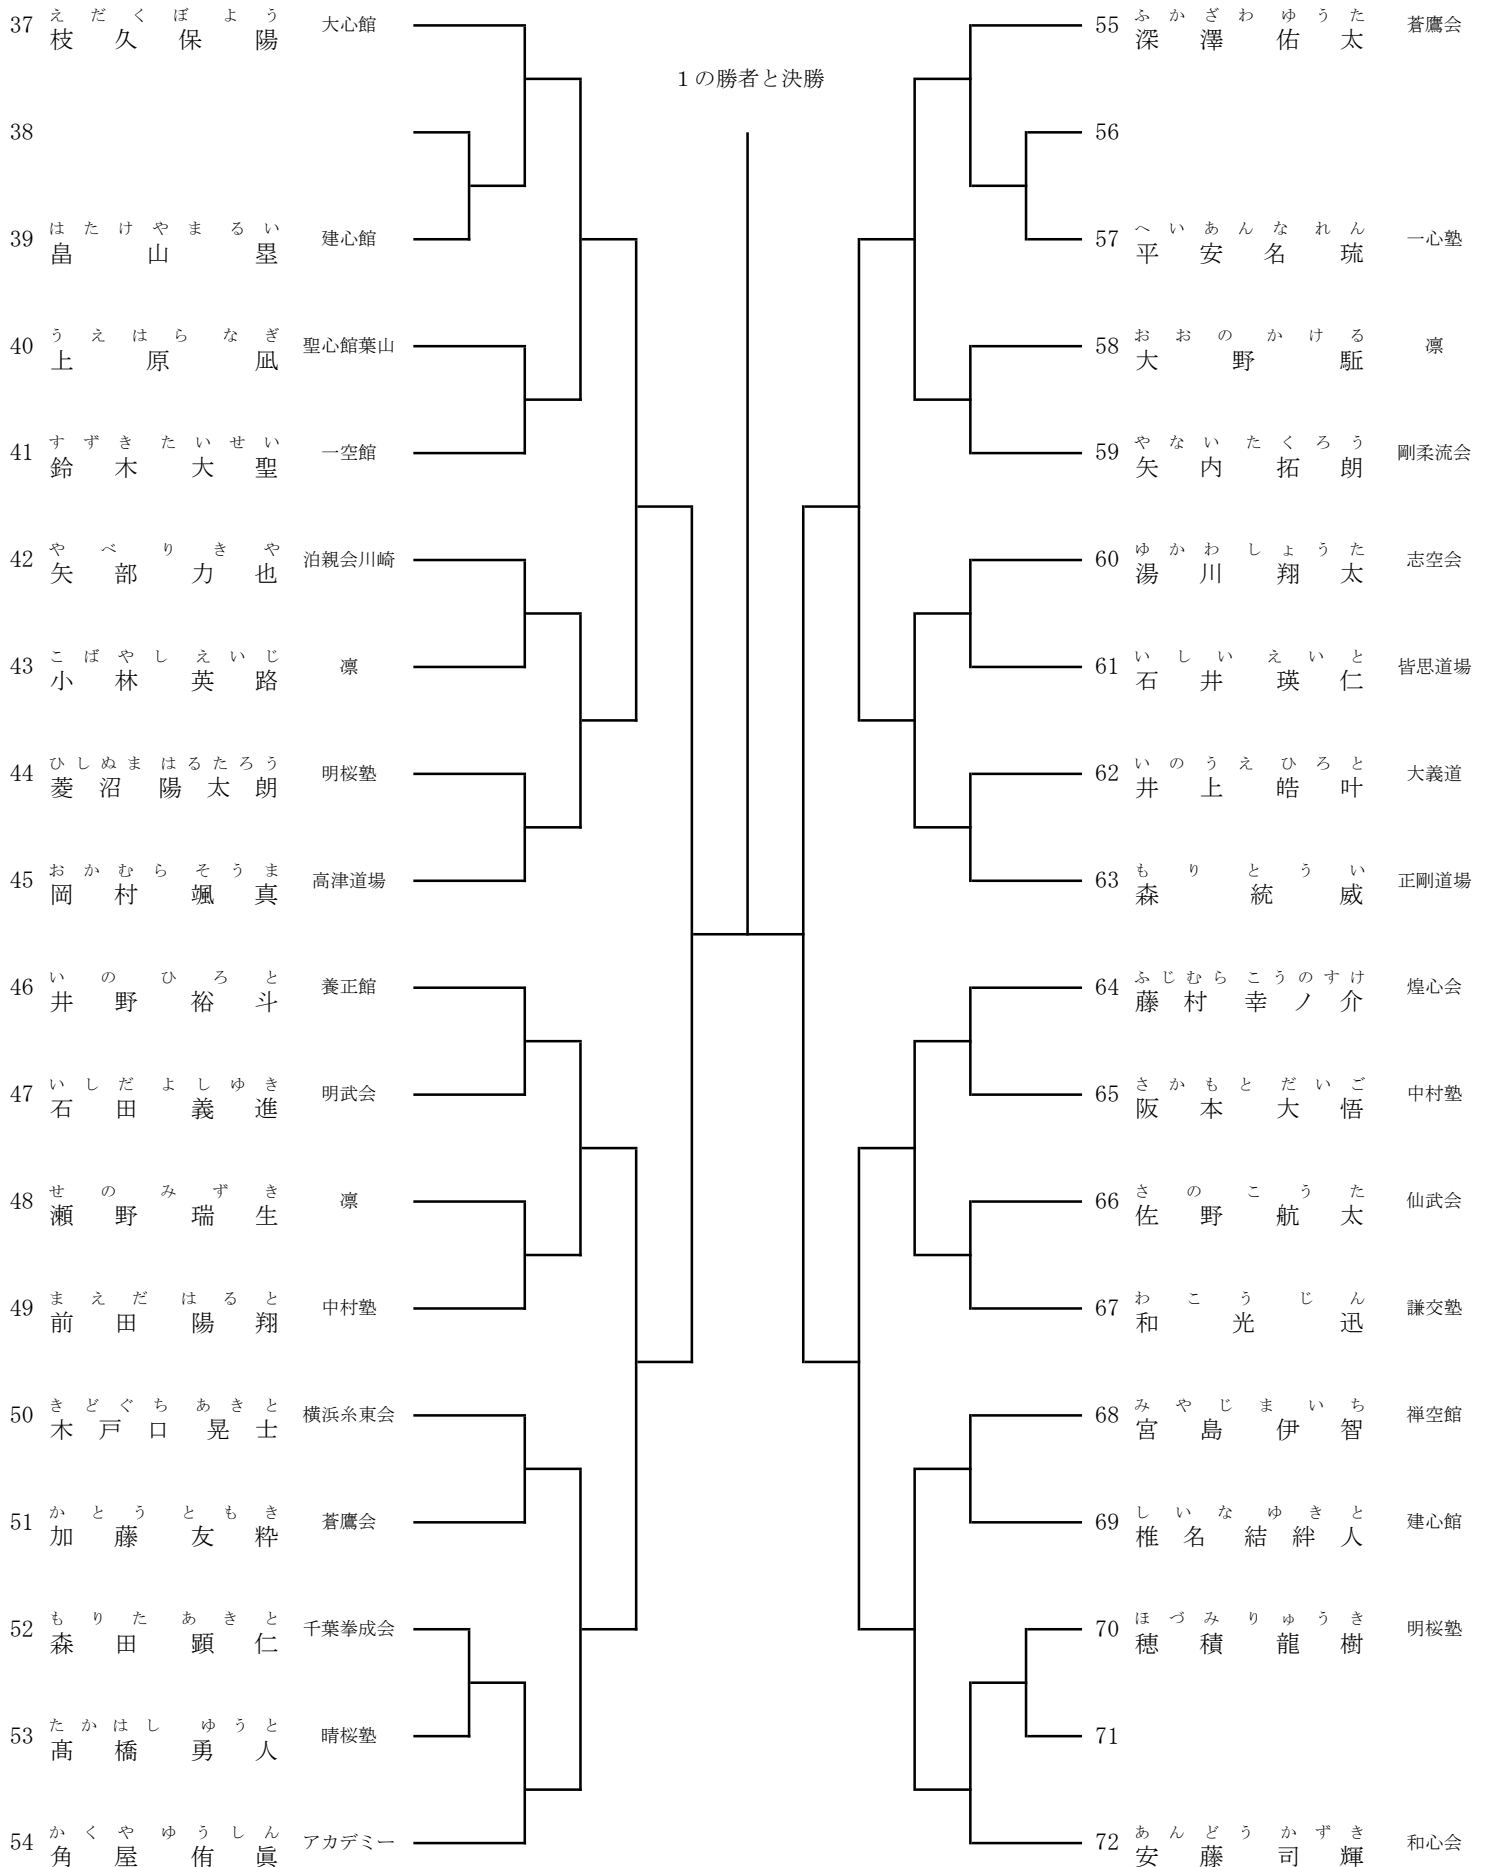 1の勝者と決勝
37 えだくぼよう 大心館
枝久保陽
38
39 はたけやまるい 建心館
畠山塁
40 うえはらなぎ 聖心館葉山
上原凪
41 すずきたいせい 一空館
鈴木大聖
42 やべりきや 泊親会川崎
矢部力也
43 こばやしえいじ 凛
小林英路
44 ひしぬまはるたろう 明桜塾
菱沼陽太朗
45 おかむらそうま 高津道場
岡村颯真
46 いのひろと 養正館
井野裕斗
47 いしだよしゆき 明武会
石田義進
48 せのみずき 凛
瀬野瑞生
49 まえだはると 中村塾
前田陽翔
50 きどぐちあきと 横浜糸東会
木戸口晃士
51 かとうともき 蒼鷹会
加藤友粋
52 もりたあきと 千葉拳成会
森田顕仁
53 たかはしゆうと 晴桜塾
髙橋勇人
54 かくやゆうしん アカデミー
角屋侑眞
55 ふかざわゆうた 蒼鷹会
深澤佑太
56
57 へいあんなれん 一心塾
平安名琉
58 おおのかける 凛
大野駈
59 やないたくろう 剛柔流会
矢内拓朗
60 ゆかわしょうた 志空会
湯川翔太
61 いしいえいと 皆思道場
石井瑛仁
62 いのうえひろと 大義道
井上皓叶
63 もりとうい 正剛道場
森統威
64 ふじむらこうのすけ 煌心会
藤村幸ノ介
65 さかもとだいご 中村塾
阪本大悟
66 さのこうた 仙武会
佐野航太
67 わこうじん 謙交塾
和光迅
68 みやじまいち 禅空館
宮島伊智
69 しいなゆきと 建心館
椎名結絆人
70 ほづみりゅうき 明桜塾
穂積龍樹
71
72 あんどうかずき 和心会
安藤司輝